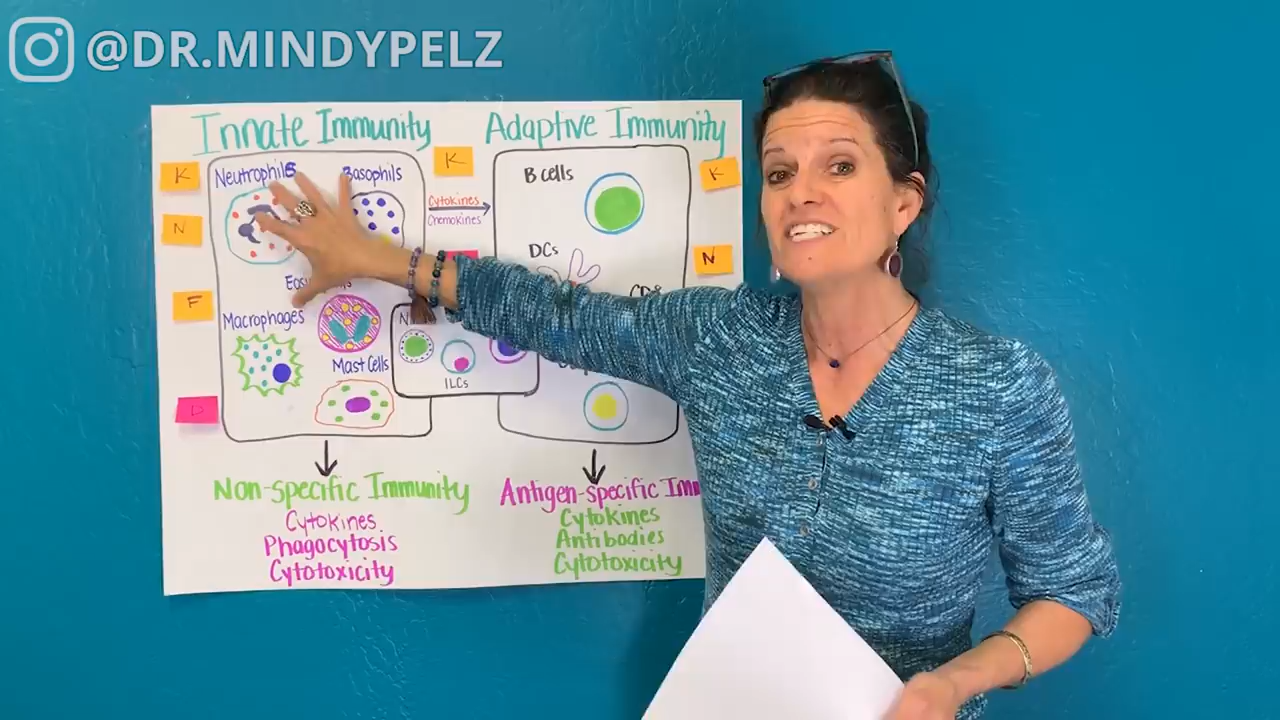 @DR.MINDYPELZ
Innate Immunity
Adaptive Immunity
K
N
F
D
Neutrophils
Basophils
Macrophages
Mast Cells
K
Cytokines
Chemokines
ILCs
B cells
DCs
K
N
Non-specific Immunity
Cytokines
Phagocytosis
Cytotoxicity
Antigen-specific Imm
Cytokines
Antibodies
Cytotoxicity